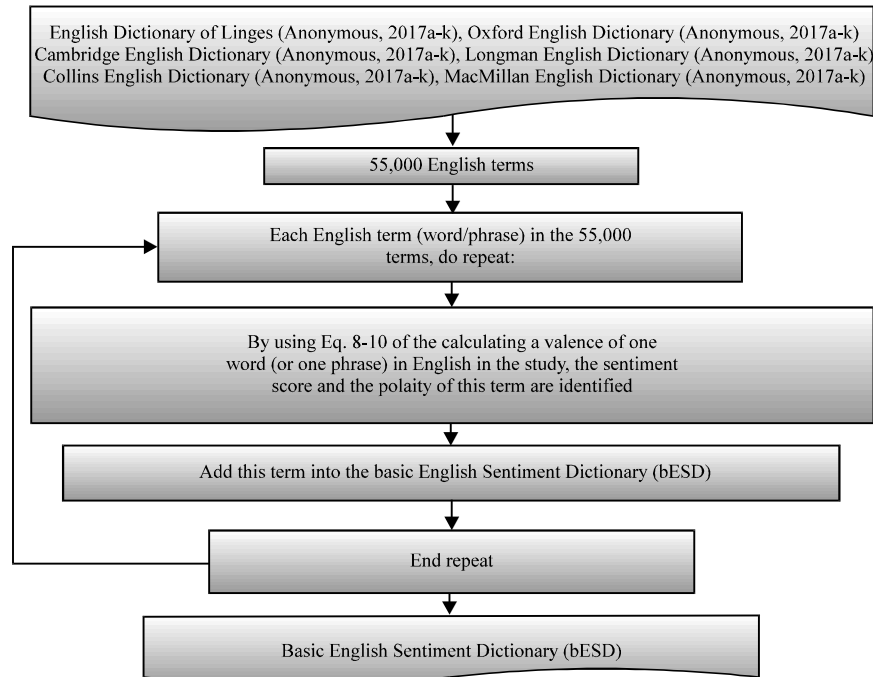 English Dictionary of Linges (Anonymous, 2017a-k), Oxford English Dictionary (Anonymous, 2017a-k)
Cambridge English Dictionary (Anonymous, 2017a-k), Longman English Dictionary (Anonymous, 2017a-k)
Collins English Dictionary (Anonymous, 2017a-k), MacMillan English Dictionary (Anonymous, 2017a-k)
55,000 English terms
Each English term (word/phrase) in the 55,000
terms, do repeat:
By using Eq. 8-10 of the calculating a valence of one
word (or one phrase) in English in the study, the sentiment
score and the polaity of this term are identified
Add this term into the basic English Sentiment Dictionary (bESD)
End repeat
Basic English Sentiment Dictionary (bESD)